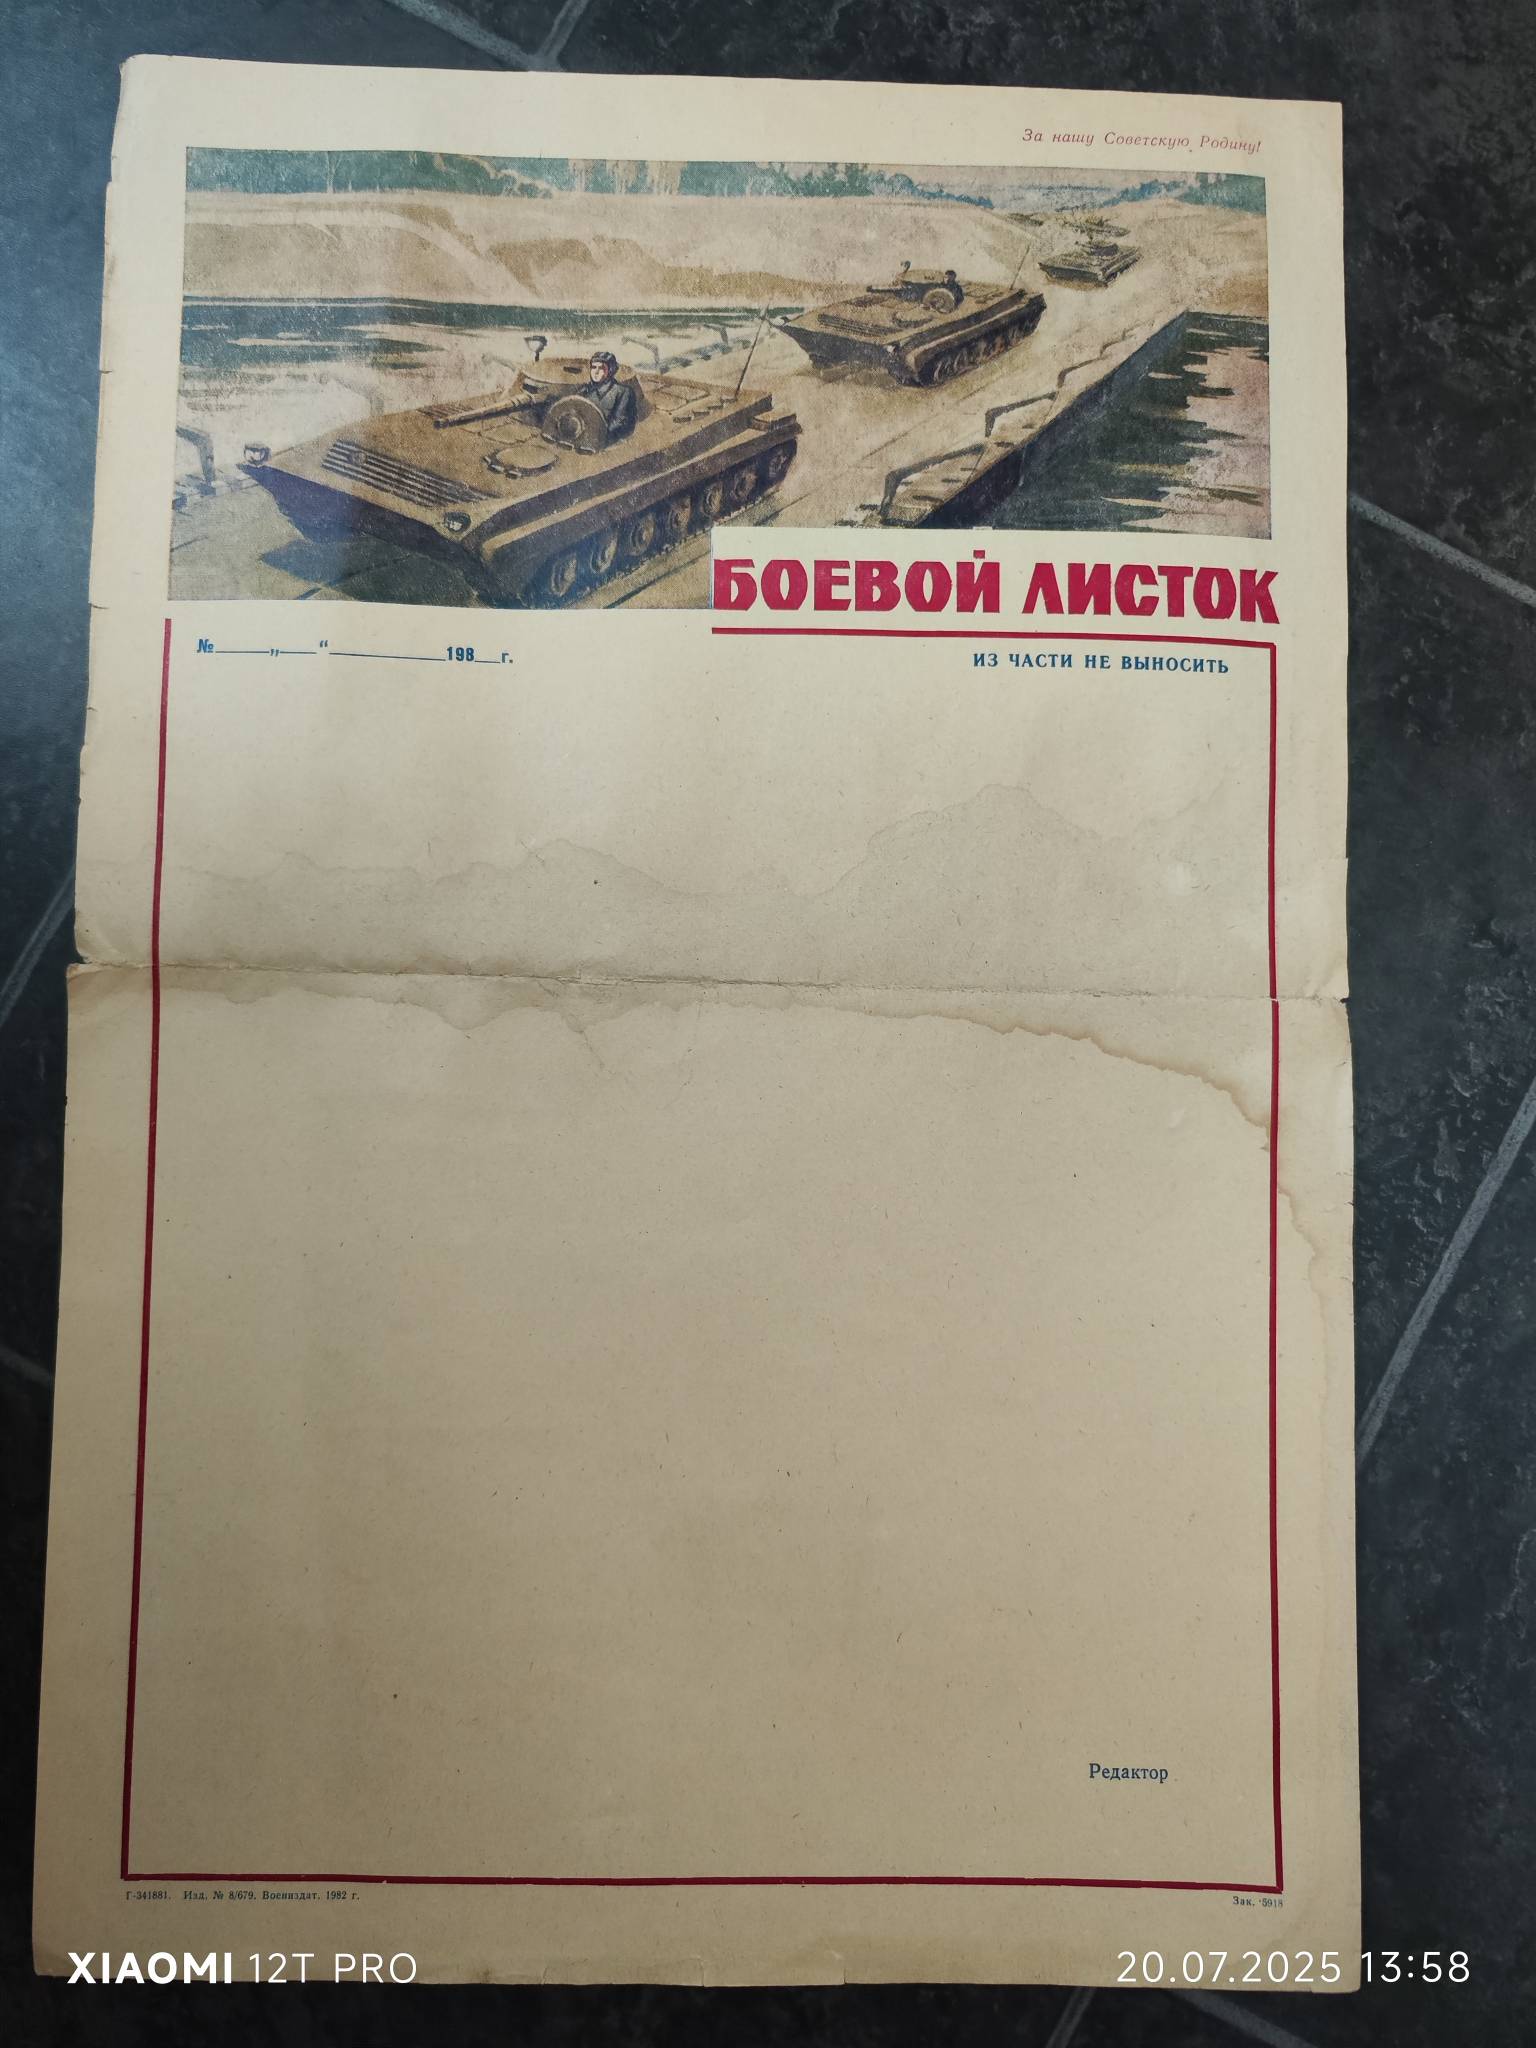 За нашу Советскую Родину!
БОЕВОЙ ЛИСТОК
№____„___“__________198__г.
ИЗ ЧАСТИ НЕ ВЫНОСИТЬ
Редактор
Г-341881. Изд. № 8/679. Воениздат. 1982 г.
Зак. 5918
XIAOMI 12T PRO
20.07.2025 13:58